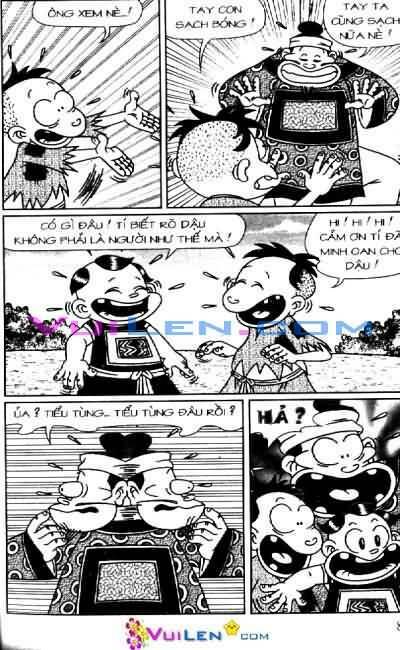 ÔNG XEM NÈ..!
TAY CON
SẠCH BÓNG!
TAY TA
CŨNG SẠCH
NỮA NÈ!
CÓ GÌ ĐÂU! TÍ BIẾT RÕ DẬU
KHÔNG PHẢI LÀ NGƯỜI NHƯ THẾ MÀ!
HI! HI! HI!
CẢM ƠN TÍ ĐÃ
MINH OAN CHO
DẬU!
VUILEN.COM
ỦA? TIỂU TÙNG.. TIỂU TÙNG ĐÂU RỒI?
HẢ?
8
VUILEN.COM